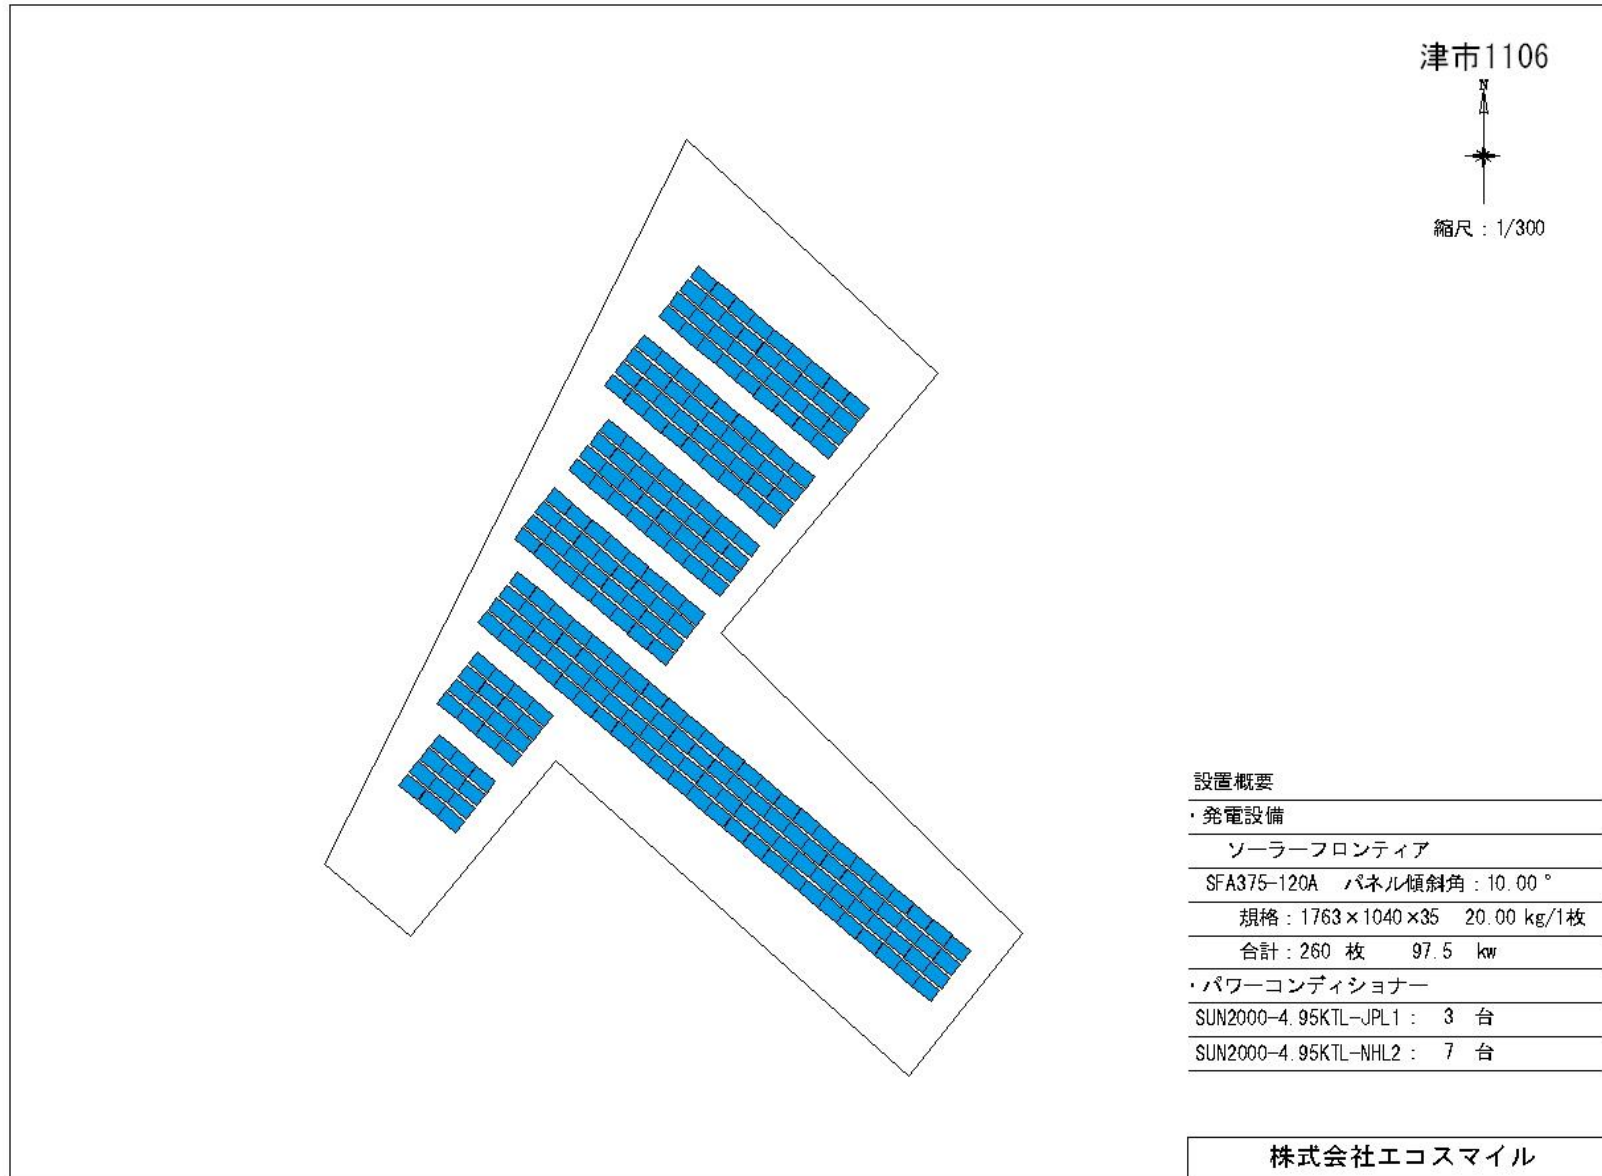 津市1106
N
縮尺：1/300
設置概要
・発電設備
ソーラーフロンティア
SFA375-120A パネル傾斜角：10.00°
規格：1763×1040×35 20.00 kg/1枚
合計：260 枚 97.5 kw
・パワーコンディショナー
SUN2000-4.95KTL-JPL1： 3 台
SUN2000-4.95KTL-NHL2： 7 台
株式会社エコスマイル